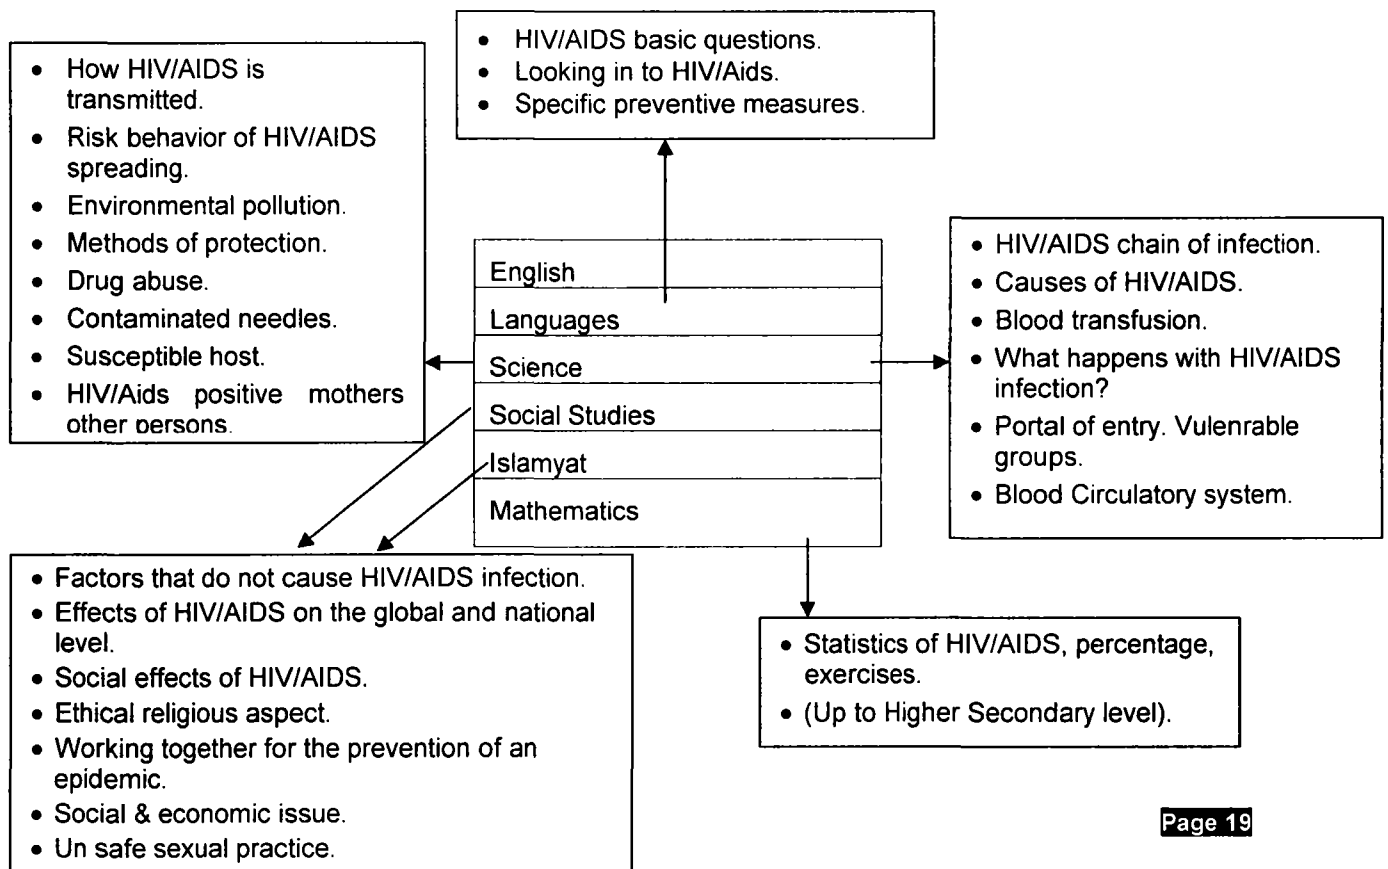 • HIV/AIDS basic questions.
• Looking in to HIV/Aids.
• Specific preventive measures.
• How HIV/AIDS is
transmitted.
• Risk behavior of HIV/AIDS
spreading.
• Environmental pollution.
• Methods of protection.
• Drug abuse.
• Contaminated needles.
• Susceptible host.
• HIV/Aids positive mothers
other persons.
English
Languages
Science
Social Studies
Islamyat
Mathematics
• HIV/AIDS chain of infection.
• Causes of HIV/AIDS.
• Blood transfusion.
• What happens with HIV/AIDS
infection?
• Portal of entry. Vulenrable
groups.
• Blood Circulatory system.
• Factors that do not cause HIV/AIDS infection.
• Effects of HIV/AIDS on the global and national
level.
• Social effects of HIV/AIDS.
• Ethical religious aspect.
• Working together for the prevention of an
epidemic.
• Social & economic issue.
• Un safe sexual practice.
• Statistics of HIV/AIDS, percentage,
exercises.
• (Up to Higher Secondary level).
Page 19